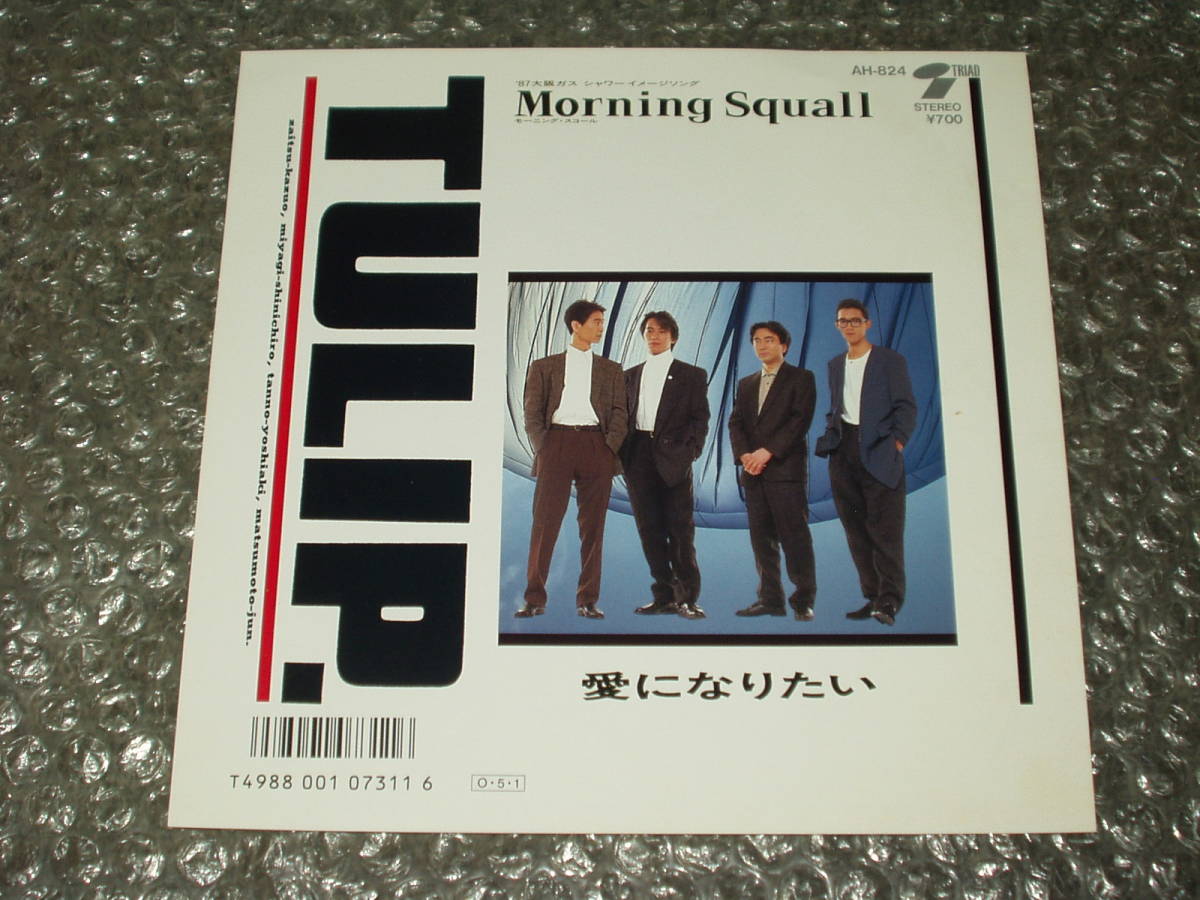 '87大阪ガス シャワーイメージソング
Morning Squall
モーニング・スコール
AH-824
TRIAD
STEREO
¥700
TULIP.
zaitsu-kazuo, miyagi-shinichiro, tanno-yoshiaki, matsumoto-jun.
愛になりたい
T4988 001 07311 6
O・5・1